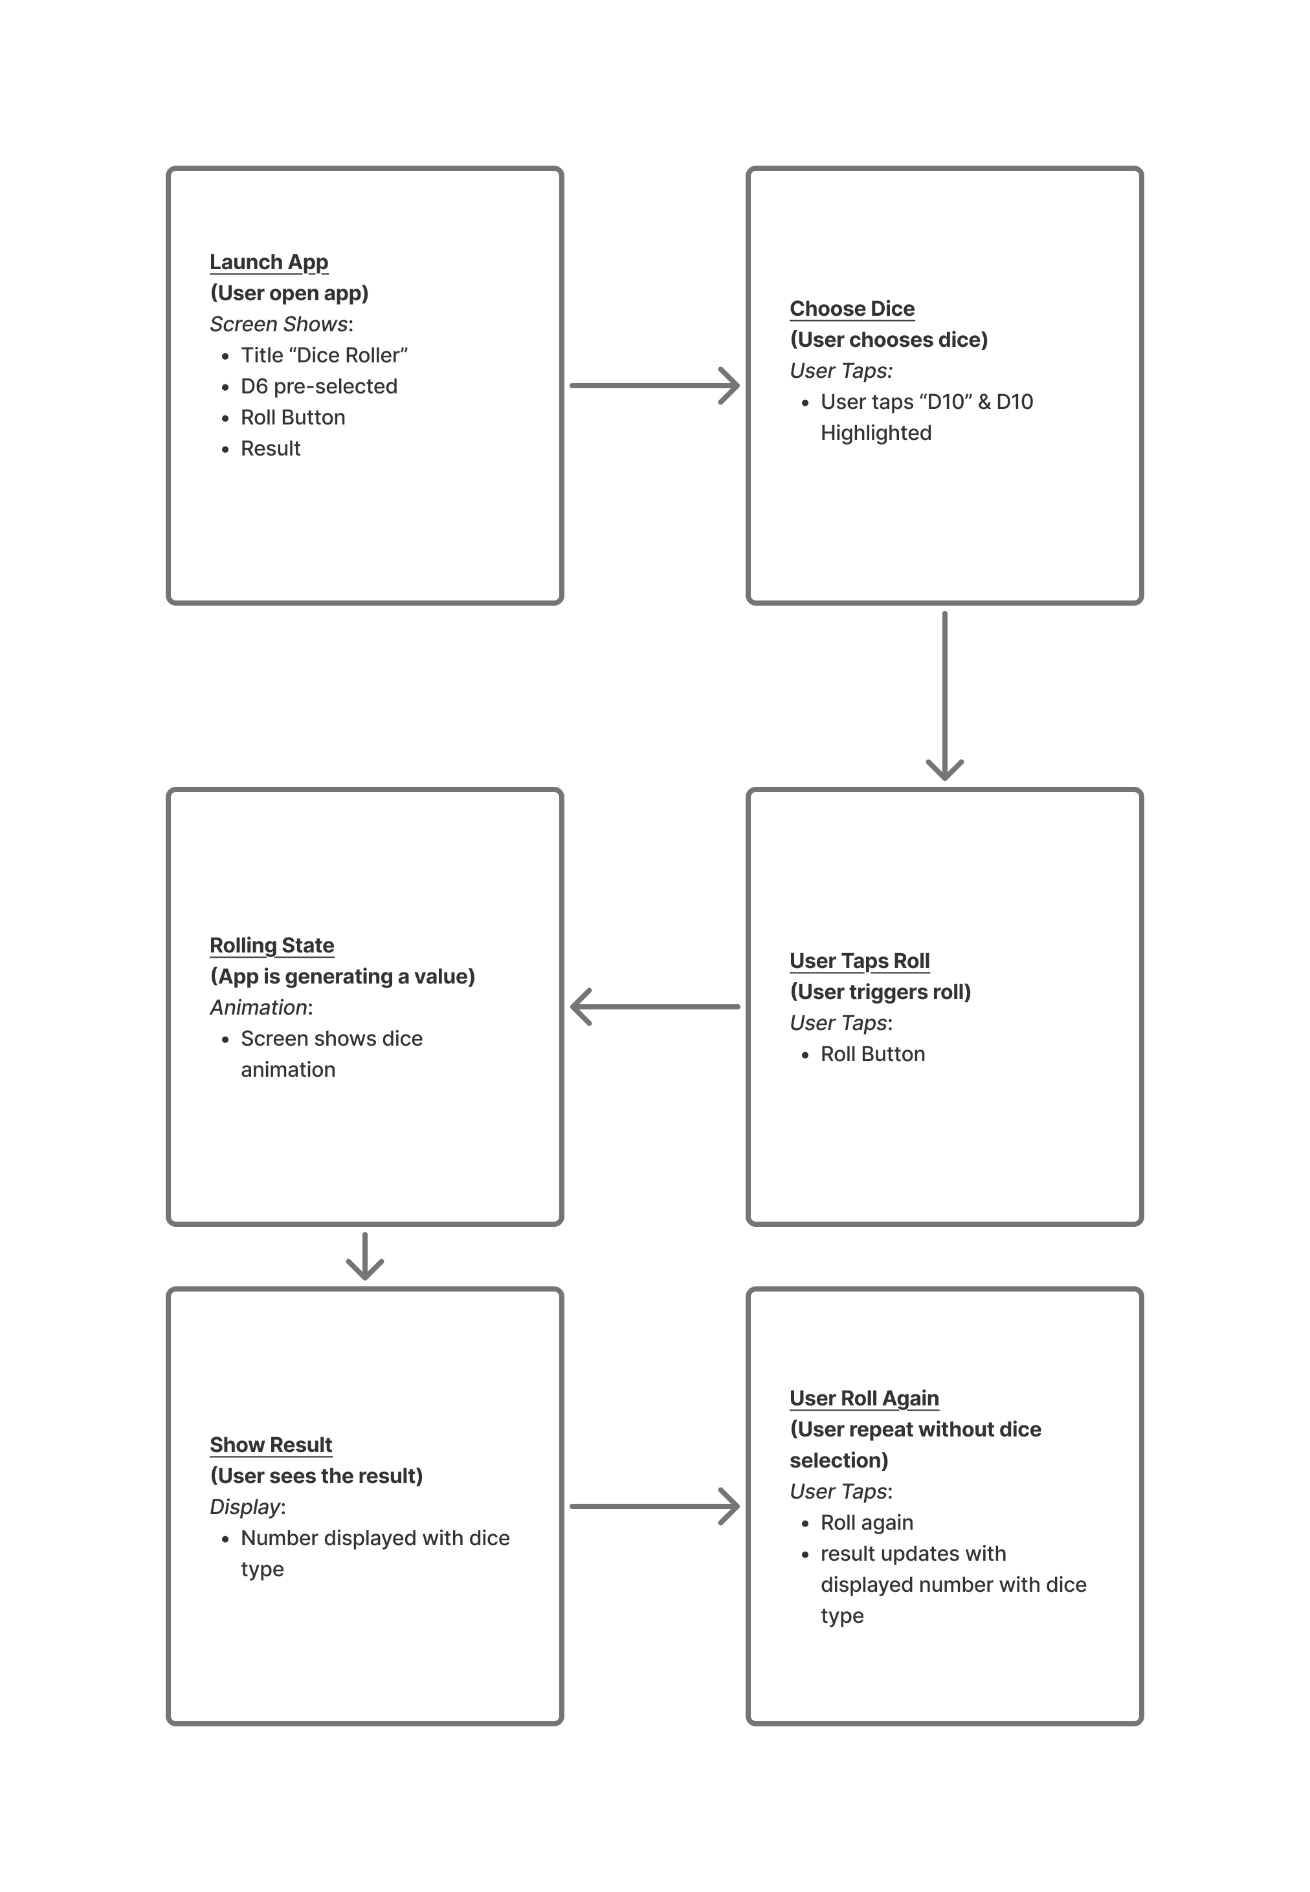 Launch App
(User open app)
Screen Shows:
• Title “Dice Roller”
• D6 pre-selected
• Roll Button
• Result
Choose Dice
(User chooses dice)
User Taps:
• User taps “D10” & D10
Highlighted
User Taps Roll
(User triggers roll)
User Taps:
• Roll Button
Rolling State
(App is generating a value)
Animation:
• Screen shows dice
animation
Show Result
(User sees the result)
Display:
• Number displayed with dice
type
User Roll Again
(User repeat without dice
selection)
User Taps:
• Roll again
• result updates with
displayed number with dice
type